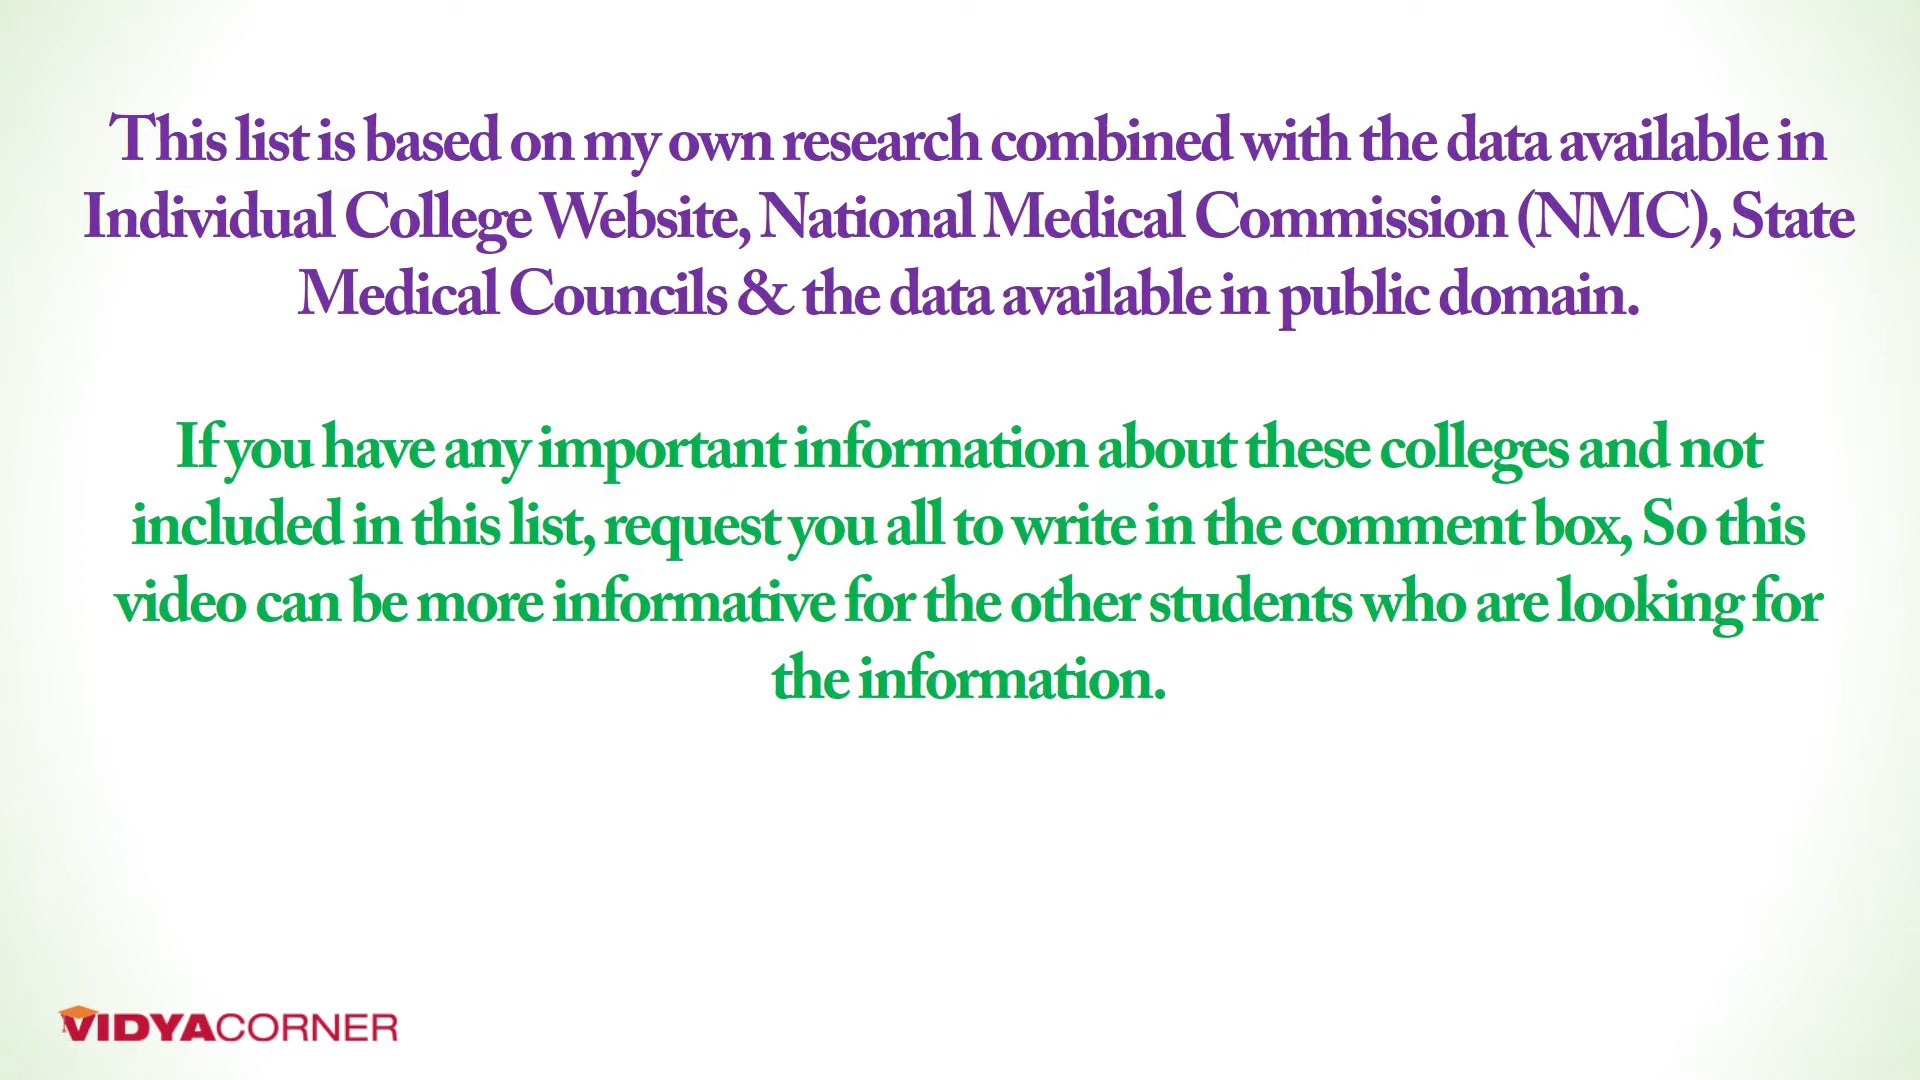 This list is based on my own research combined with the data available in
Individual College Website, National Medical Commission (NMC), State
Medical Councils & the data available in public domain.
If you have any important information about these colleges and not
included in this list, request you all to write in the comment box, So this
video can be more informative for the other students who are looking for
the information.
VIDYACORNER